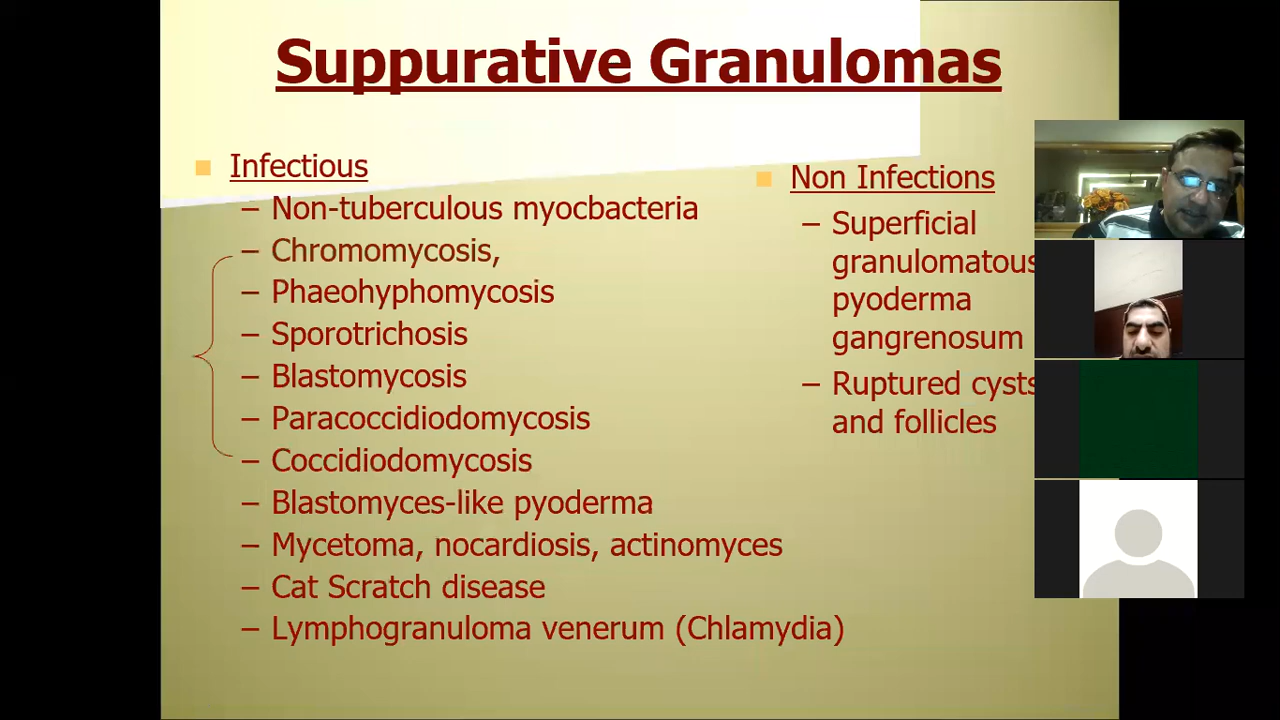 Suppurative Granulomas
Infectious
– Non-tuberculous myocbacteria
– Chromomycosis,
– Phaeohyphomycosis
– Sporotrichosis
– Blastomycosis
– Paracoccidiodomycosis
– Coccidiodomycosis
– Blastomyces-like pyoderma
– Mycetoma, nocardiosis, actinomyces
– Cat Scratch disease
– Lymphogranuloma venerum (Chlamydia)
Non Infections
– Superficial
granulomatous
pyoderma
gangrenosum
– Ruptured cysts
and follicles